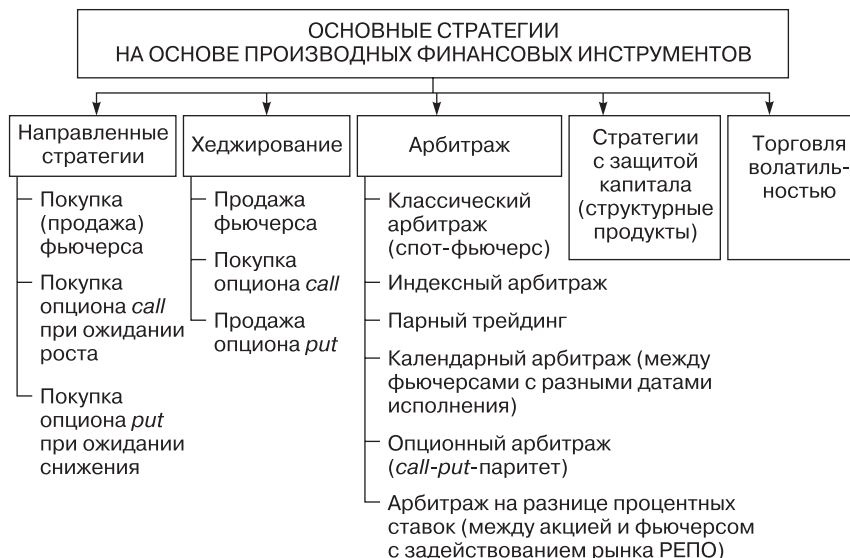 ОСНОВНЫЕ СТРАТЕГИИ
НА ОСНОВЕ ПРОИЗВОДНЫХ ФИНАНСОВЫХ ИНСТРУМЕНТОВ
Направленные
стратегии
Покупка
(продажа)
фьючерса
Покупка
опциона call
при ожидании
роста
Покупка
опциона put
при ожидании
снижения
Хеджирование
Продажа
фьючерса
Покупка
опциона call
Продажа
опциона put
Арбитраж
Классический
арбитраж
(спот-фьючерс)
Индексный арбитраж
Парный трейдинг
Календарный арбитраж (между
фьючерсами с разными датами
исполнения)
Опционный арбитраж
(call-put-паритет)
Арбитраж на разнице процентных
ставок (между акцией и фьючерсом
с задействованием рынка РЕПО)
Стратегии
с защитой
капитала
(структурные
продукты)
Торговля
волатиль-
ностью